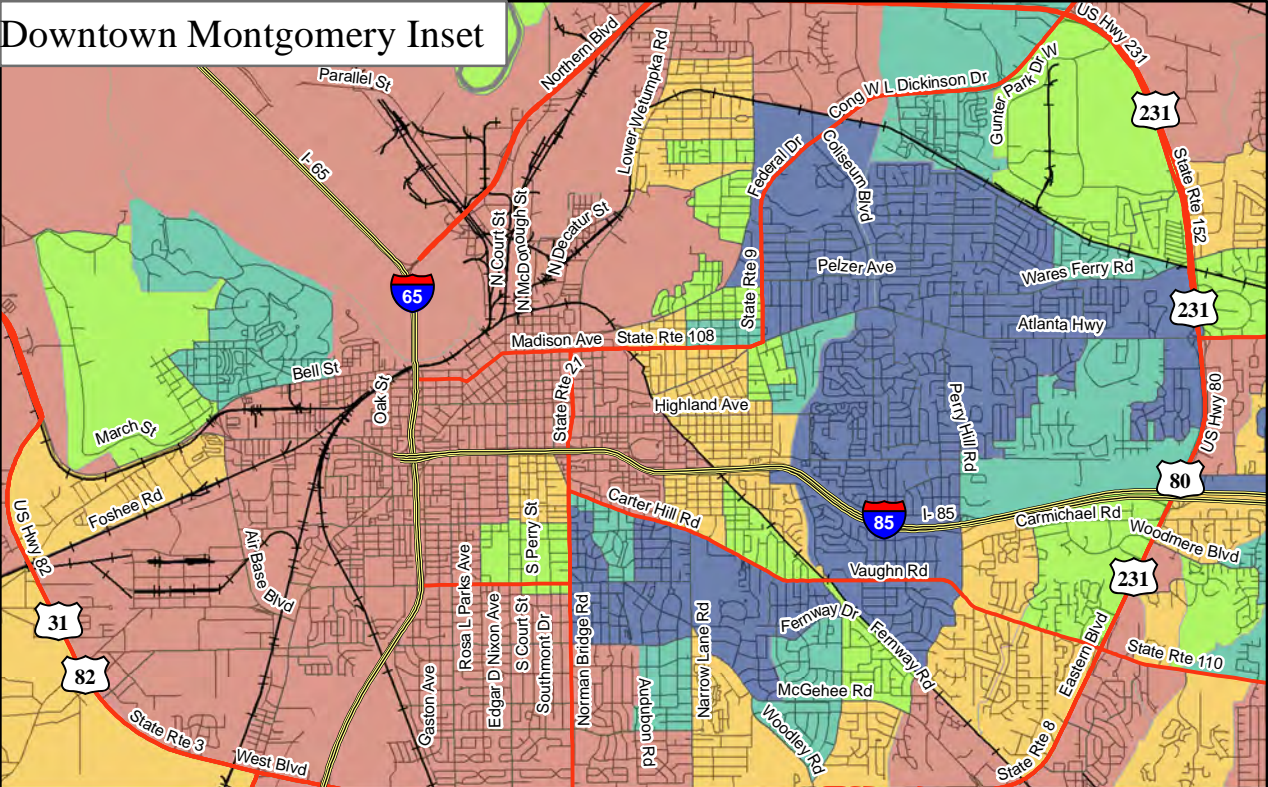 Downtown Montgomery Inset
US Hwy 231
Northern Blvd
Parallel St
Lower Wetumpka Rd
Cong W L Dickinson Dr
Gunter Park Dr W
231
I- 65
Federal Dr
Coliseum Blvd
State Rte 152
N Court St
N McDonough St
N Decatur St
State Rte 9
Pelzer Ave
Wares Ferry Rd
65
231
Atlanta Hwy
Madison Ave
State Rte 108
Bell St
Oak St
State Rte 21
Highland Ave
Perry Hill Rd
US Hwy 80
March St
80
Foshee Rd
Carter Hill Rd
85
I- 85
Carmichael Rd
Woodmere Blvd
US Hwy 82
Air Base Blvd
S Perry St
Vaughn Rd
231
31
Rosa L Parks Ave
Edgar D Nixon Ave
S Court St
Southmont Dr
Norman Bridge Rd
Narrow Lane Rd
Fernway Dr
Fernway Rd
Eastern Blvd
State Rte 110
82
Gaston Ave
Audubon Rd
McGehee Rd
Woodley Rd
State Rte 3
West Blvd
State Rte 8